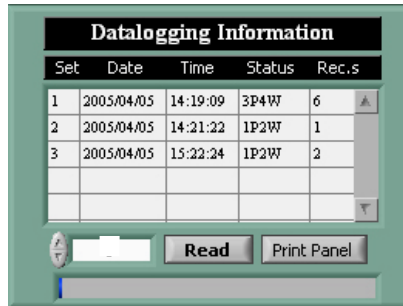 Datalogging Information
Set Date Time Status Rec.s
1 2005/04/05 14:19:09 3P4W 6
2 2005/04/05 14:21:22 1P2W 1
3 2005/04/05 15:22:24 1P2W 2
Read Print Panel